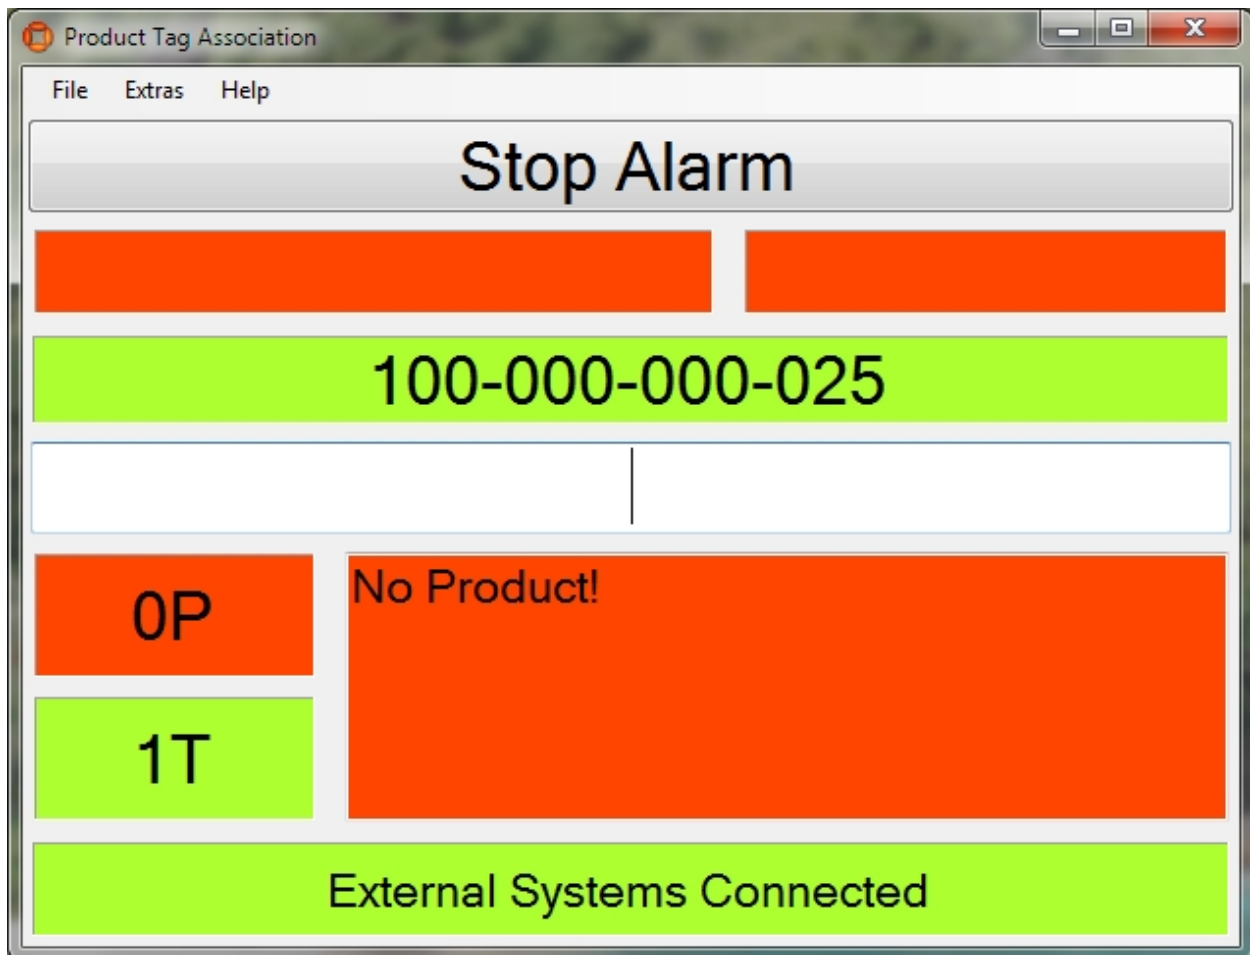 Product Tag Association
File Extras Help
Stop Alarm
100-000-000-025
0P
No Product!
1T
External Systems Connected